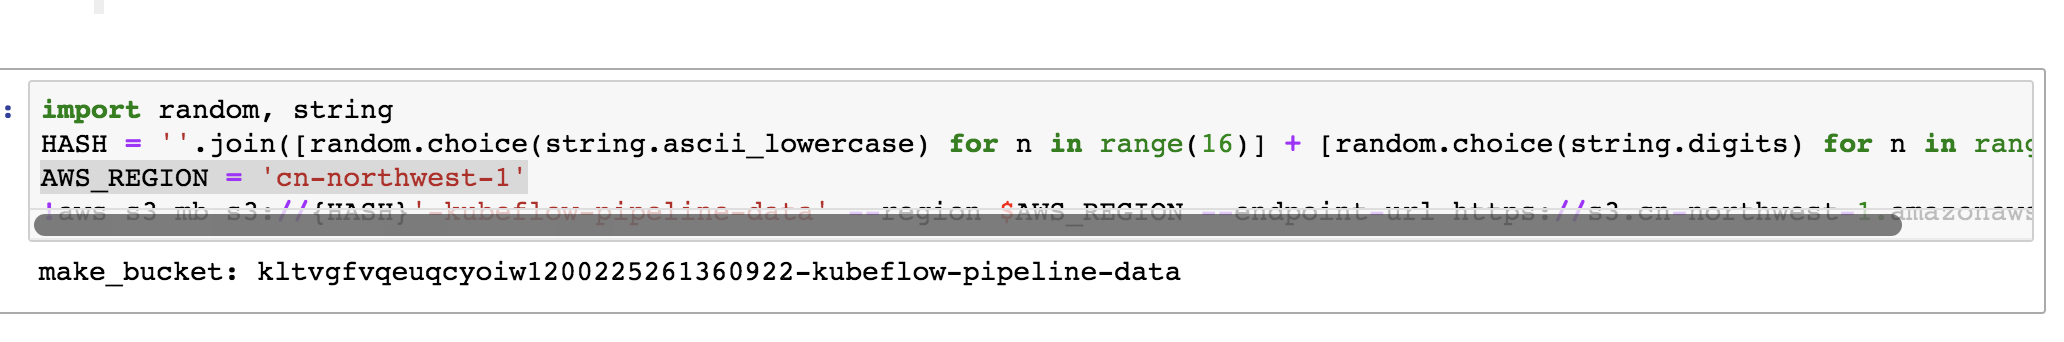 :
import random, string
HASH = ''.join([random.choice(string.ascii_lowercase) for n in range(16)] + [random.choice(string.digits) for n in rang
AWS_REGION = 'cn-northwest-1'
!aws s3 mb s3://{HASH}'-kubeflow-pipeline-data' --region $AWS_REGION --endpoint-url https://s3.cn-northwest-1.amazonaws
make_bucket: kltvgfvqeuqcyoiw1200225261360922-kubeflow-pipeline-data